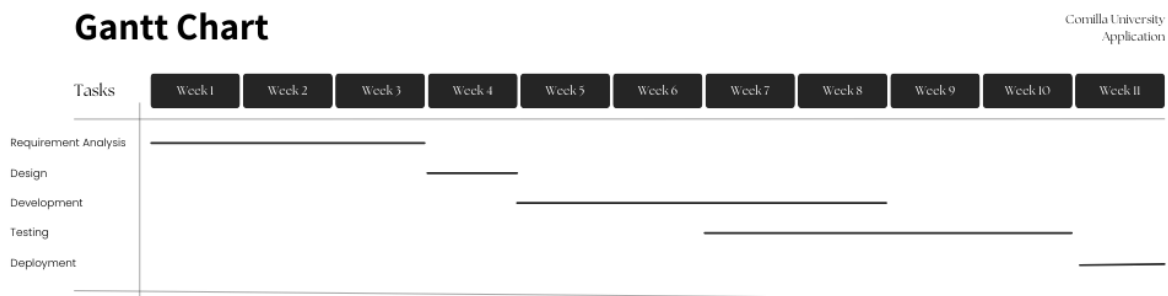 Gantt Chart
Comilla University
Application
Tasks Week 1 Week 2 Week 3 Week 4 Week 5 Week 6 Week 7 Week 8 Week 9 Week 10 Week 11
Requirement Analysis
Design
Development
Testing
Deployment